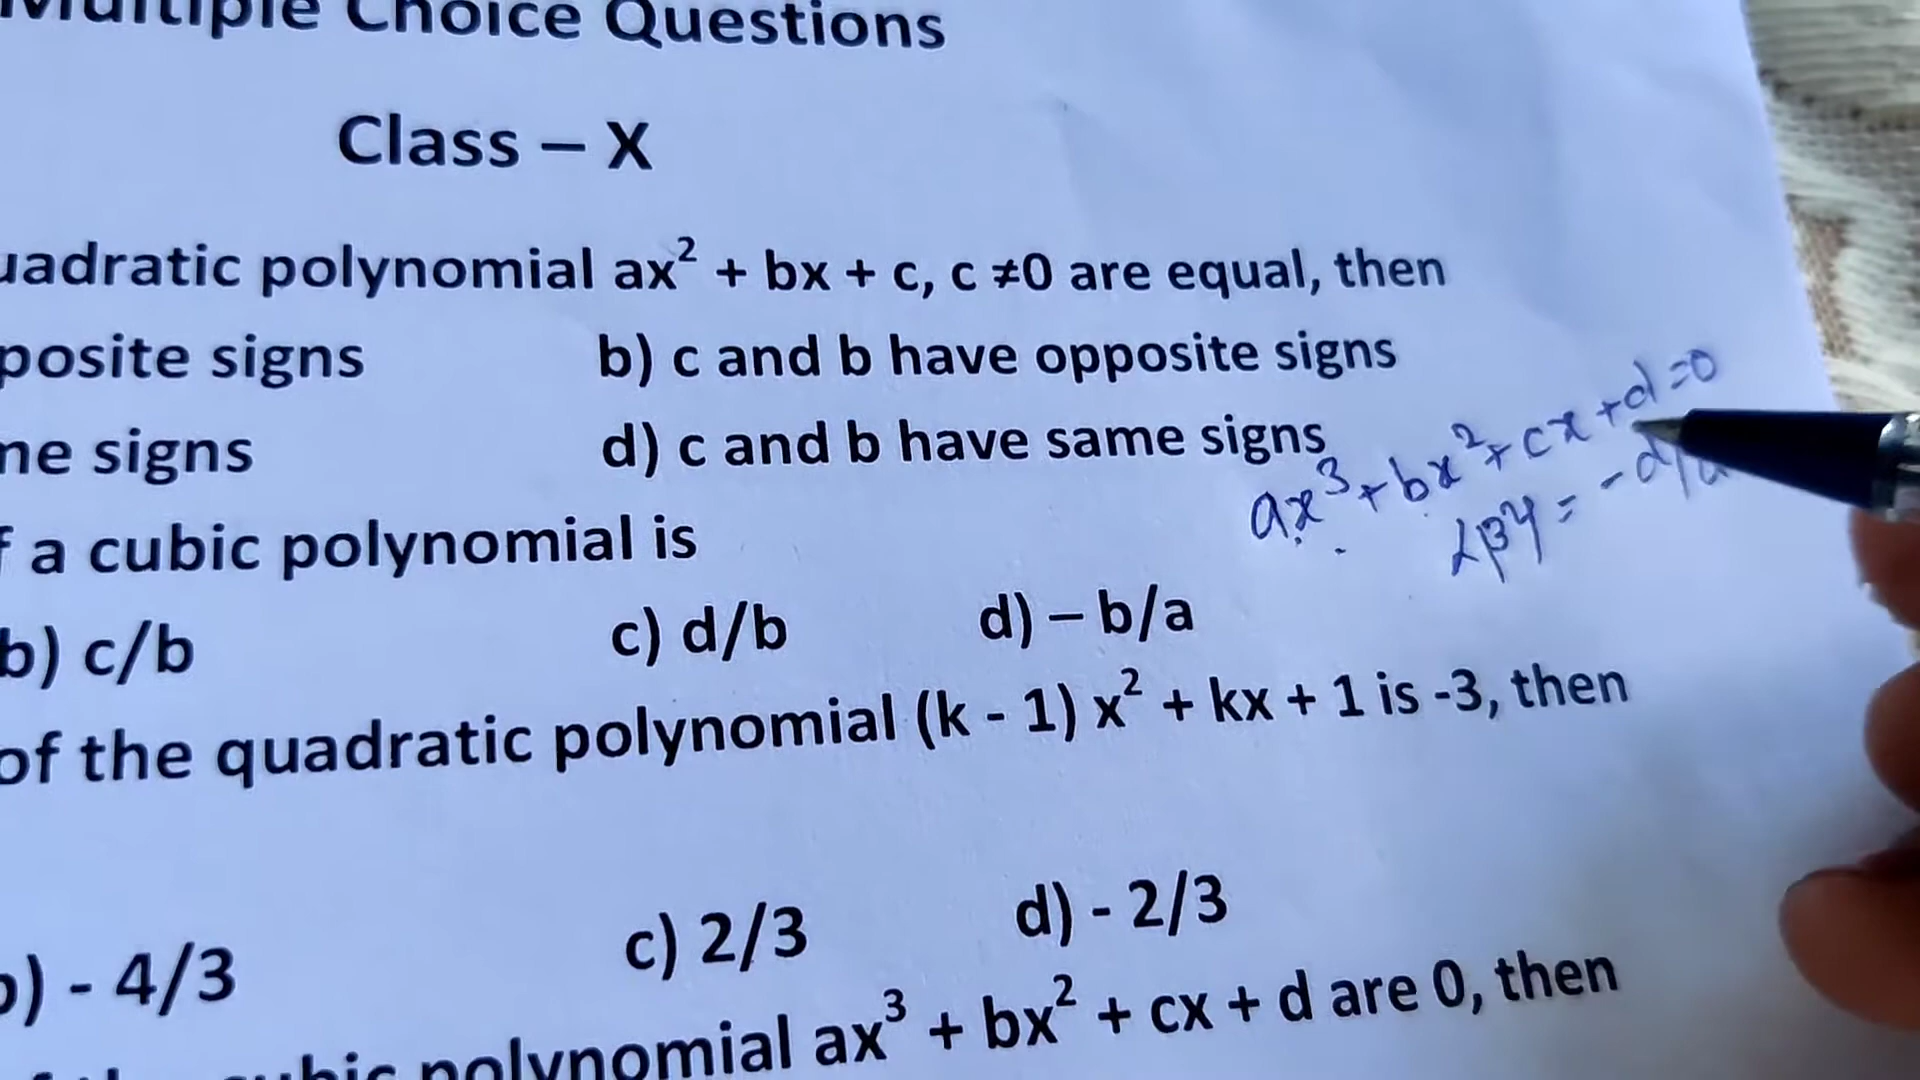 Multiple Choice Questions
Class – X
uadratic polynomial ax² + bx + c, c ≠0 are equal, then
posite signs b) c and b have opposite signs
me signs d) c and b have same signs
ax³+bx²+cx+d=0
αβγ = -d/a
f a cubic polynomial is
b) c/b c) d/b d) – b/a
of the quadratic polynomial (k - 1) x² + kx + 1 is -3, then
b) - 4/3 c) 2/3 d) - 2/3
cubic polynomial ax³ + bx² + cx + d are 0, then